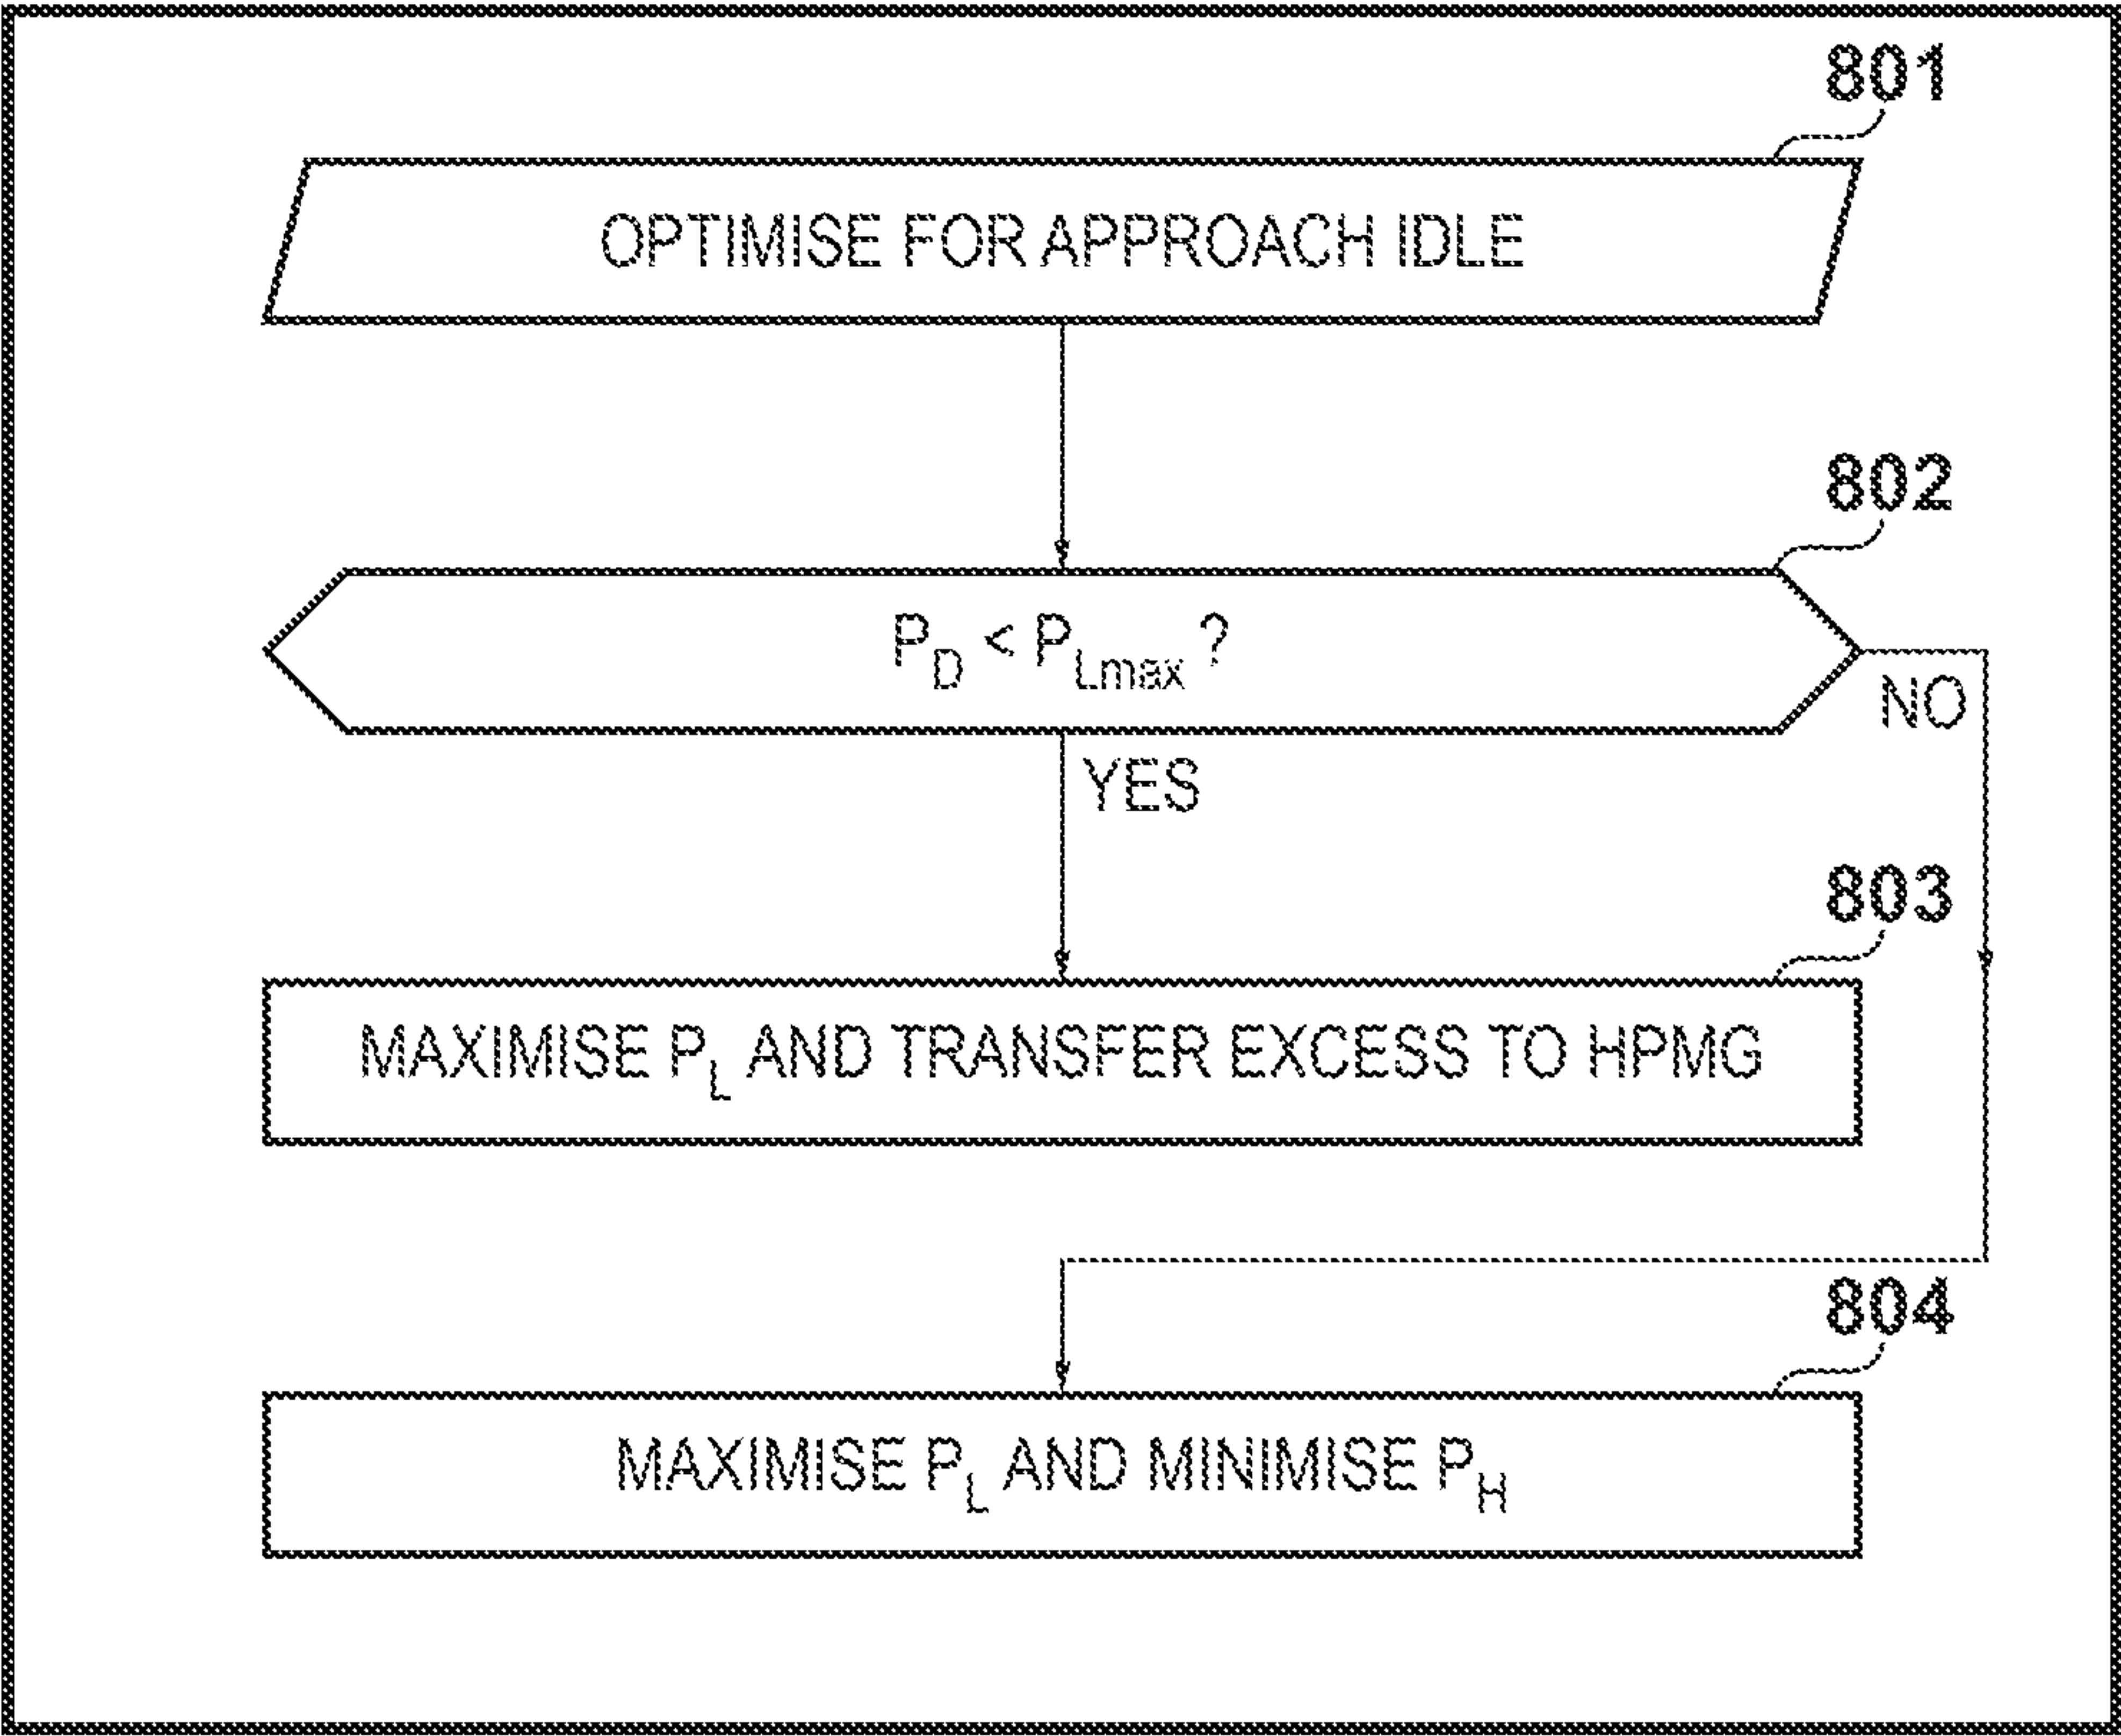 801
OPTIMISE FOR APPROACH IDLE
802
P_D < P_Lmax ?
NO
YES
803
MAXIMISE P_L AND TRANSFER EXCESS TO HPMG
804
MAXIMISE P_L AND MINIMISE P_H